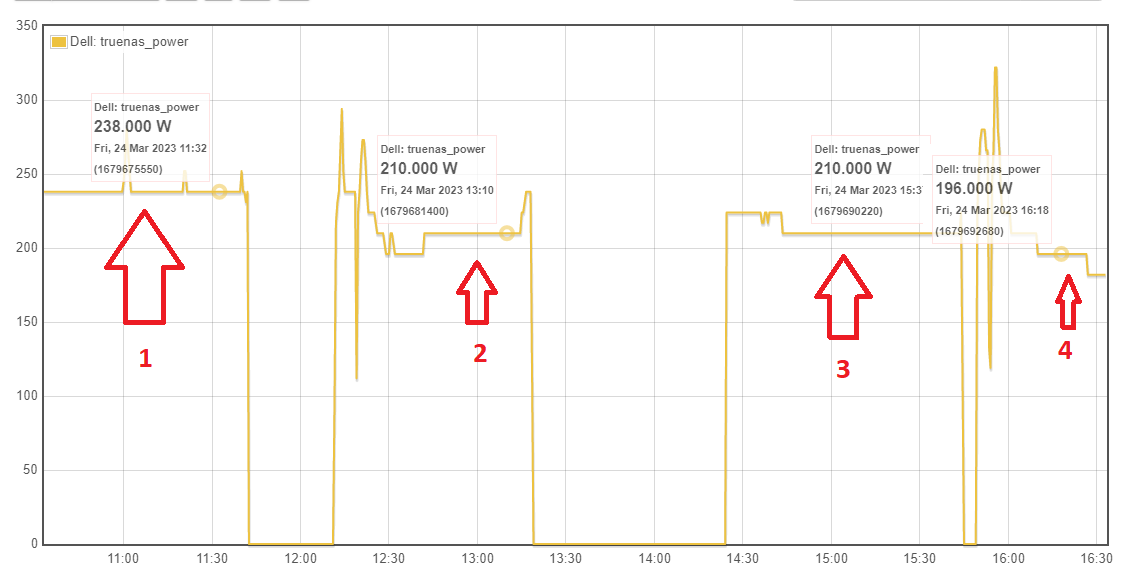 350
Dell: truenas_power
300
250
200
150
100
50
0
Dell: truenas_power
238.000 W
Fri, 24 Mar 2023 11:32
(1679675550)
Dell: truenas_power
210.000 W
Fri, 24 Mar 2023 13:10
(1679681400)
Dell: truenas_power
210.000 W
Fri, 24 Mar 2023 15:3
(1679690220)
Dell: truenas_power
196.000 W
Fri, 24 Mar 2023 16:18
(1679692680)
1
2
3
4
11:00 11:30 12:00 12:30 13:00 13:30 14:00 14:30 15:00 15:30 16:00 16:30